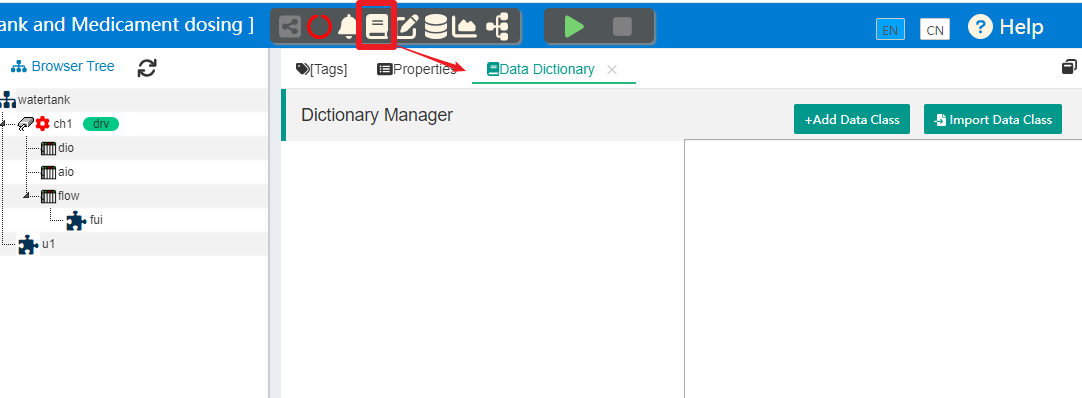 ank and Medicament dosing ]
EN
CN
? Help
Browser Tree
[Tags]
Properties
Data Dictionary
watertank
Dictionary Manager
+Add Data Class
Import Data Class
ch1
drv
dio
aio
flow
fui
u1